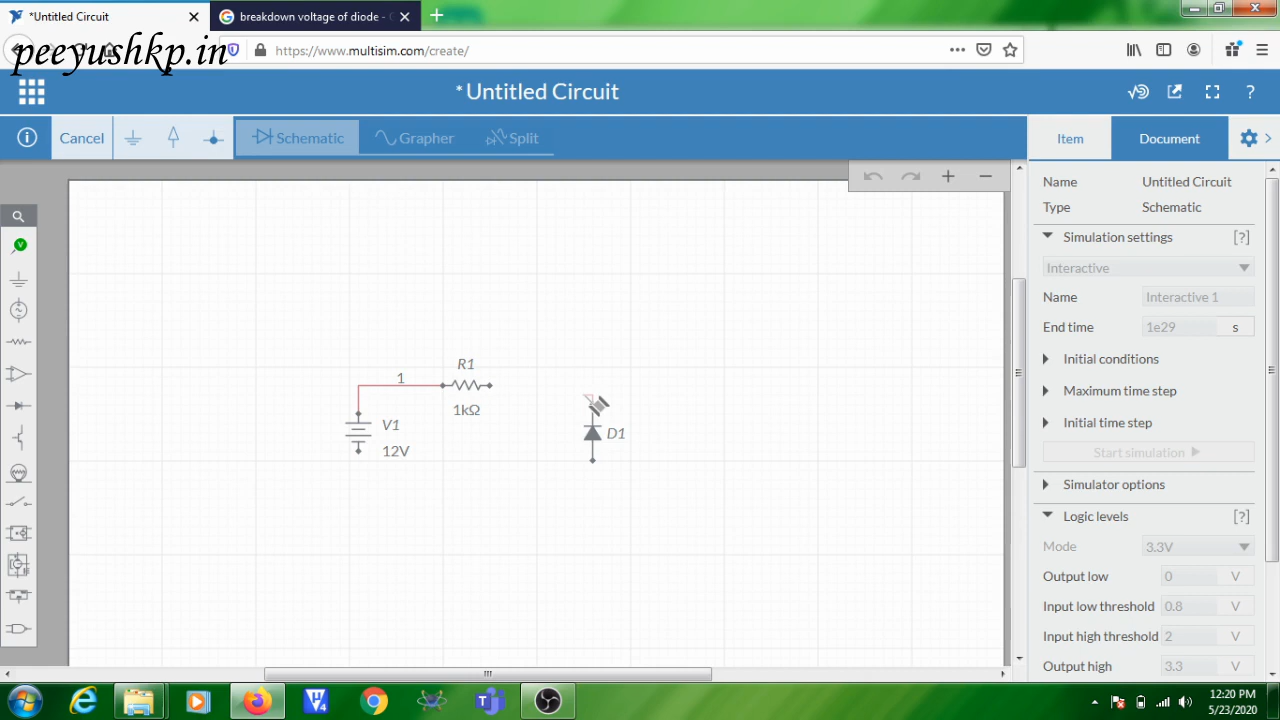 *Untitled Circuit
breakdown voltage of diode - G
peeyushkp.in
https://www.multisim.com/create/
*Untitled Circuit
?
Cancel
Schematic
Grapher
Split
Item
Document
Name Untitled Circuit
Type Schematic
Simulation settings [?]
Interactive
Name Interactive 1
End time 1e29 s
Initial conditions
Maximum time step
Initial time step
Start simulation
Simulator options
Logic levels [?]
Mode 3.3V
Output low 0 V
Input low threshold 0.8 V
Input high threshold 2 V
Output high 3.3 V
V
R1
1
1kΩ
V1
12V
D1
12:20 PM
5/23/2020